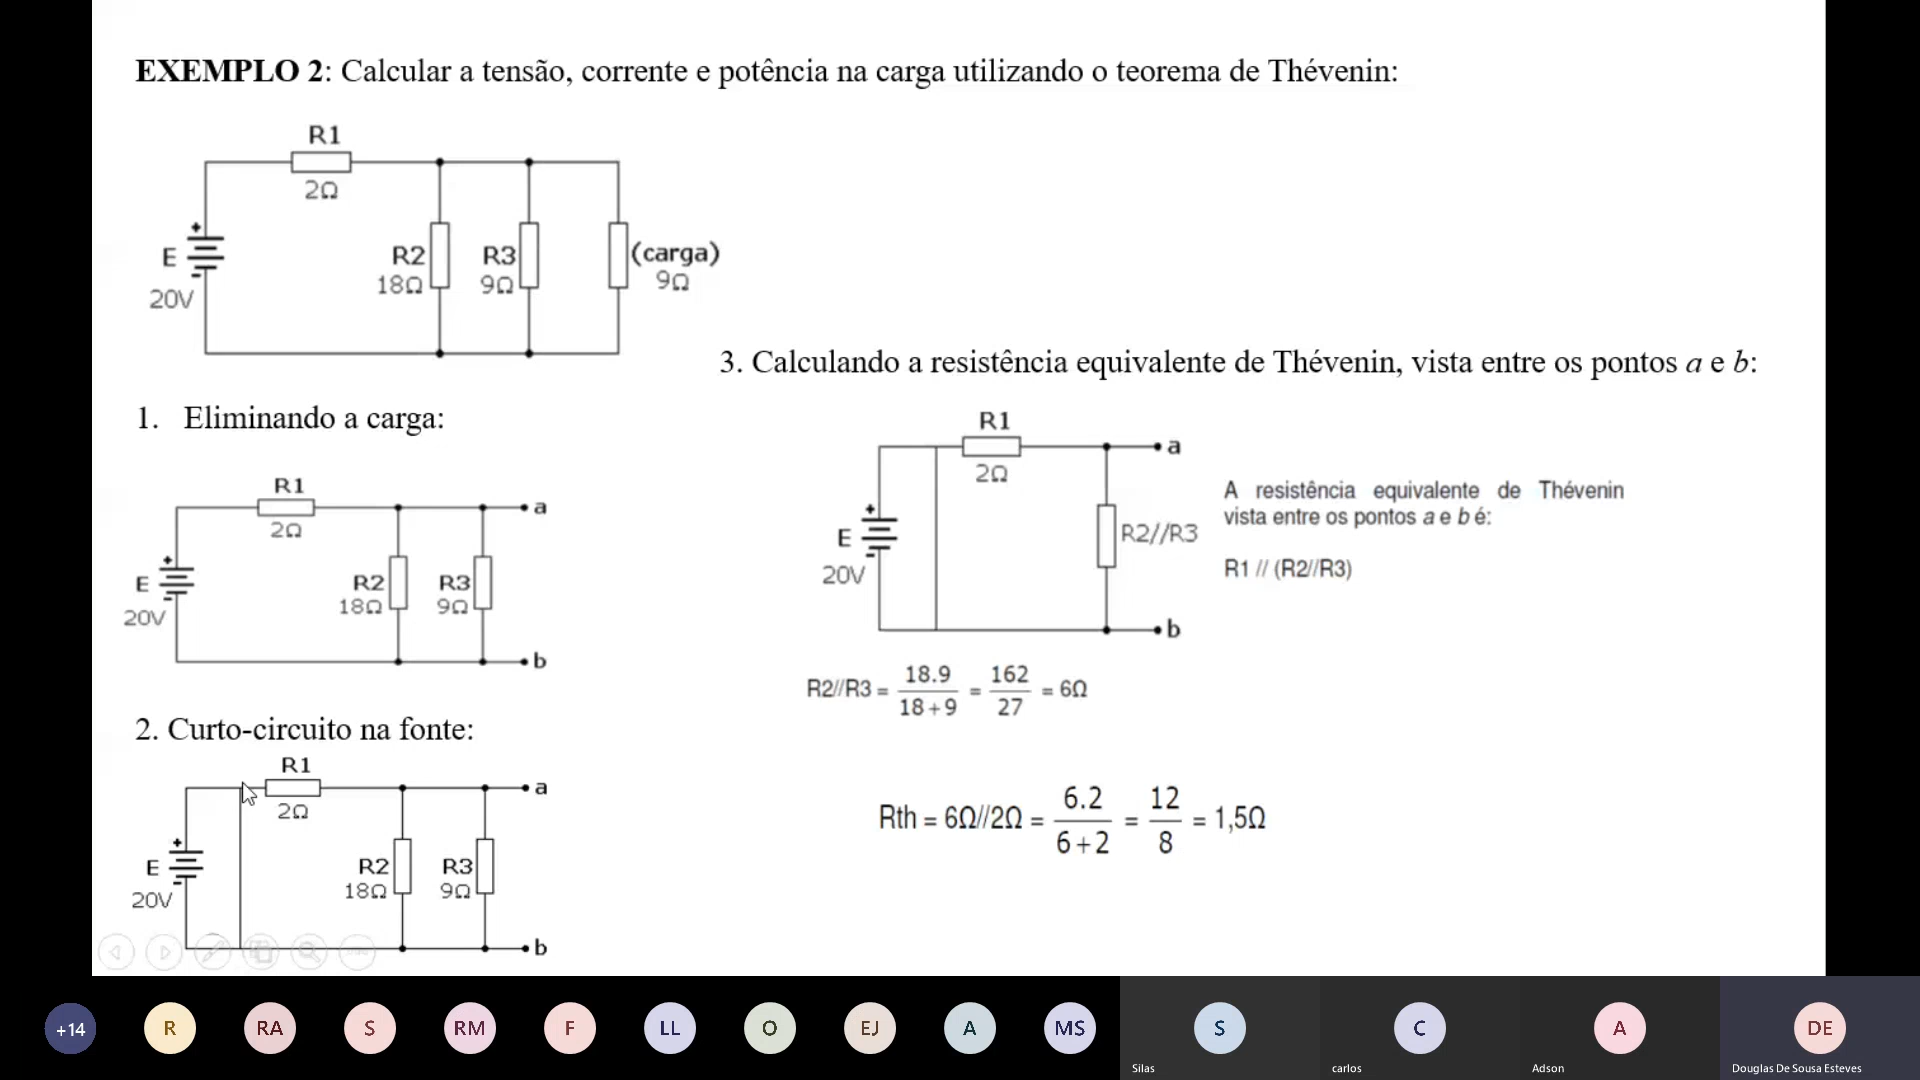 EXEMPLO 2: Calcular a tensão, corrente e potência na carga utilizando o teorema de Thévenin:
R1
2Ω
E
20V
R2
18Ω
R3
9Ω
(carga)
9Ω
1. Eliminando a carga:
R1
2Ω
a
E
20V
R2
18Ω
R3
9Ω
b
2. Curto-circuito na fonte:
R1
2Ω
a
E
20V
R2
18Ω
R3
9Ω
b
3. Calculando a resistência equivalente de Thévenin, vista entre os pontos a e b:
R1
2Ω
a
E
20V
R2//R3
b
A resistência equivalente de Thévenin
vista entre os pontos a e b é:
R1 // (R2//R3)
R2//R3 = 18.9 / 18+9 = 162 / 27 = 6Ω
Rth = 6Ω//2Ω = 6.2 / 6+2 = 12 / 8 = 1,5Ω
+14
R
RA
S
RM
F
LL
O
EJ
A
MS
S
C
A
DE
Silas
carlos
Adson
Douglas De Sousa Esteves